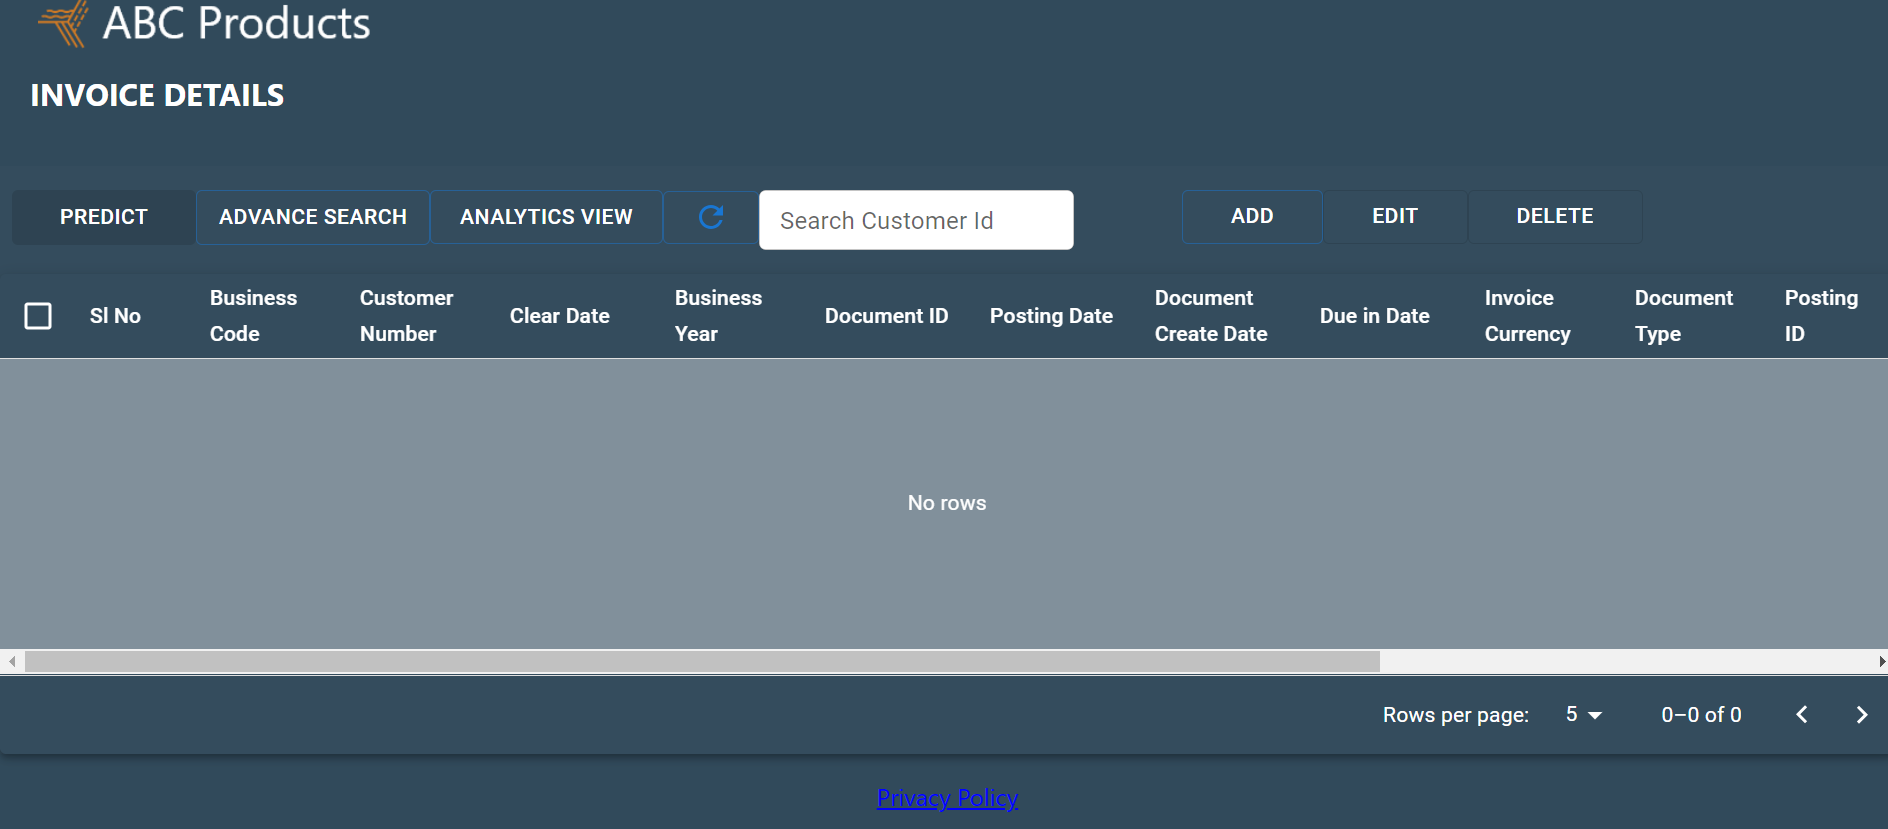 ABC Products
INVOICE DETAILS
PREDICT ADVANCE SEARCH ANALYTICS VIEW Search Customer Id ADD EDIT DELETE
Sl No
Business
Code
Customer
Number
Clear Date
Business
Year
Document ID
Posting Date
Document
Create Date
Due in Date
Invoice
Currency
Document
Type
Posting
ID
No rows
Rows per page: 5 0–0 of 0
Privacy Policy